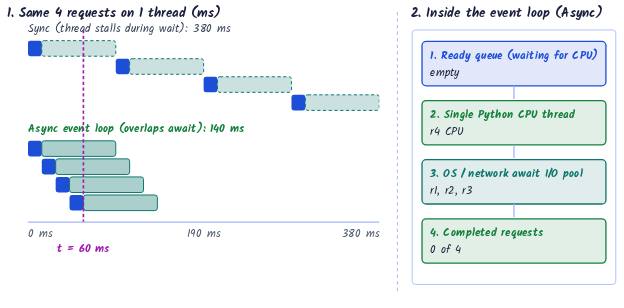 1. Same 4 requests on 1 thread (ms)
Sync (thread stalls during wait): 380 ms
Async event loop (overlaps await): 140 ms
0 ms
190 ms
380 ms
t = 60 ms
2. Inside the event loop (Async)
1. Ready queue (waiting for CPU)
empty
2. Single Python CPU thread
r4 CPU
3. OS / network await I/O pool
r1, r2, r3
4. Completed requests
0 of 4